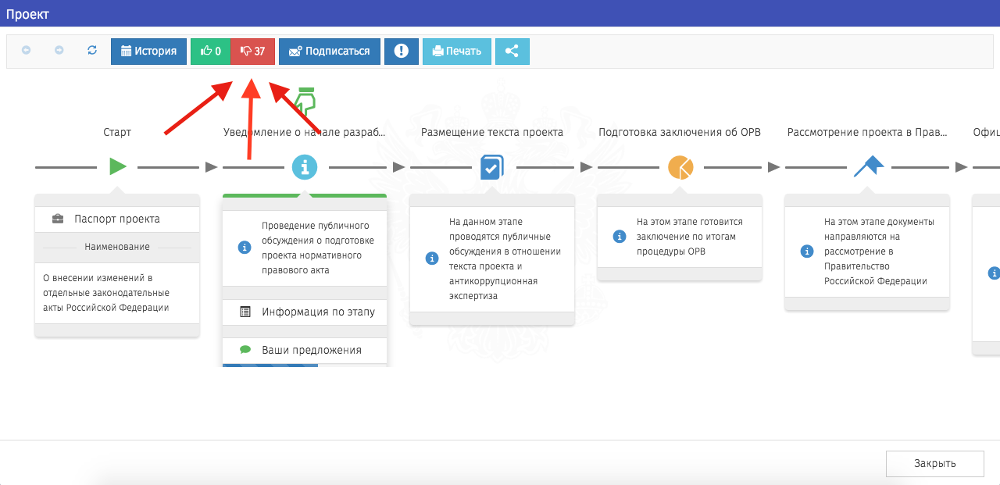 Проект
История
0
37
Подписаться
Печать
Старт
Уведомление о начале разраб...
Размещение текста проекта
Подготовка заключения об ОРВ
Рассмотрение проекта в Прав...
Офиц
Паспорт проекта
Наименование
О внесении изменений в
отдельные законодательные
акты Российской Федерации
Проведение публичного
обсуждения о подготовке
проекта нормативного
правового акта
Информация по этапу
Ваши предложения
На данном этапе
проводятся публичные
обсуждения в отношении
текста проекта и
антикоррупционная
экспертиза
На этом этапе готовится
заключение по итогам
процедуры ОРВ
На этом этапе документы
направляются на
рассмотрение в
Правительство
Российской Федерации
Закрыть